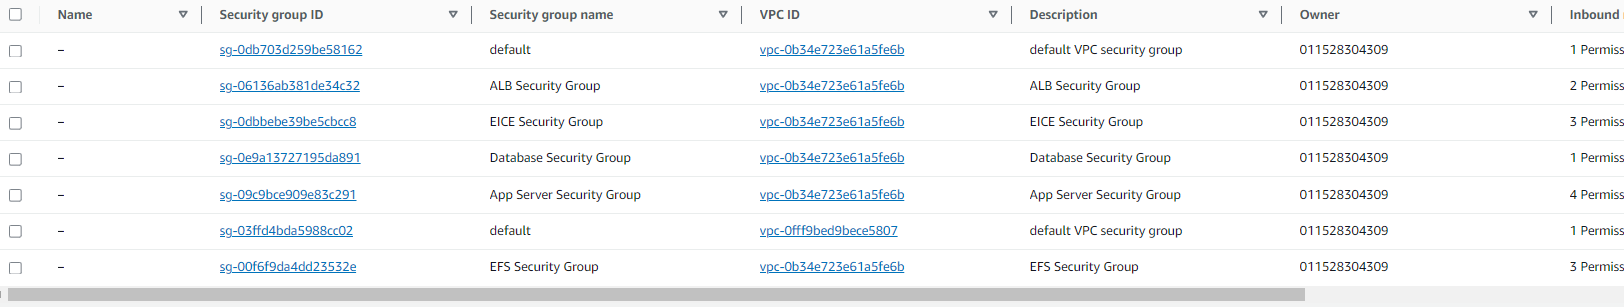 Name Security group ID Security group name VPC ID Description Owner Inbound
– sg-0db703d259be58162 default vpc-0b34e723e61a5fe6b default VPC security group 011528304309 1 Permiss
– sg-06136ab381de34c32 ALB Security Group vpc-0b34e723e61a5fe6b ALB Security Group 011528304309 2 Permiss
– sg-0dbbebe39be5cbcc8 EICE Security Group vpc-0b34e723e61a5fe6b EICE Security Group 011528304309 3 Permiss
– sg-0e9a13727195da891 Database Security Group vpc-0b34e723e61a5fe6b Database Security Group 011528304309 1 Permiss
– sg-09c9bce909e83c291 App Server Security Group vpc-0b34e723e61a5fe6b App Server Security Group 011528304309 4 Permiss
– sg-03ffd4bda5988cc02 default vpc-0fff9bed9bece5807 default VPC security group 011528304309 1 Permiss
– sg-00f6f9da4dd23532e EFS Security Group vpc-0b34e723e61a5fe6b EFS Security Group 011528304309 3 Permiss